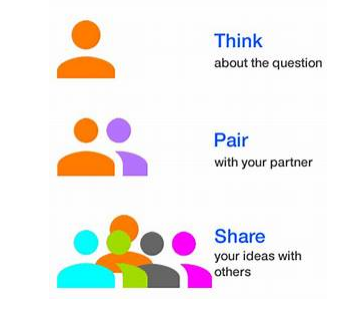 Think
about the question
Pair
with your partner
Share
your ideas with
others